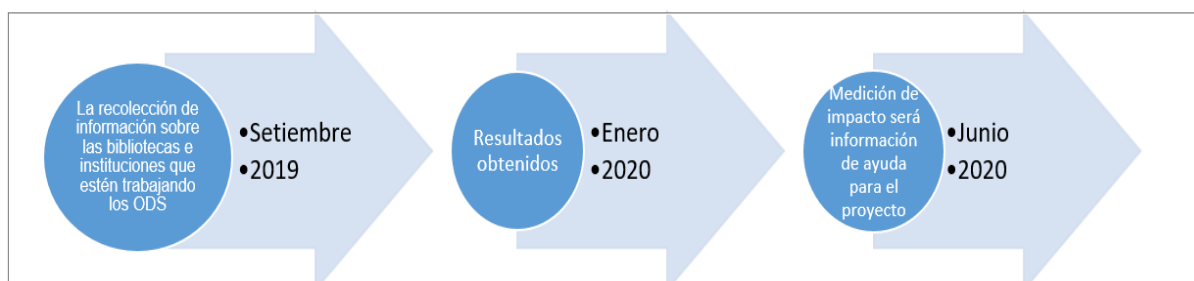 La recolección de
información sobre
las bibliotecas e
instituciones que
estén trabajando
los ODS
•Setiembre
•2019
Resultados
obtenidos
•Enero
•2020
Medición de
impacto será
información
de ayuda
para el
proyecto
•Junio
•2020